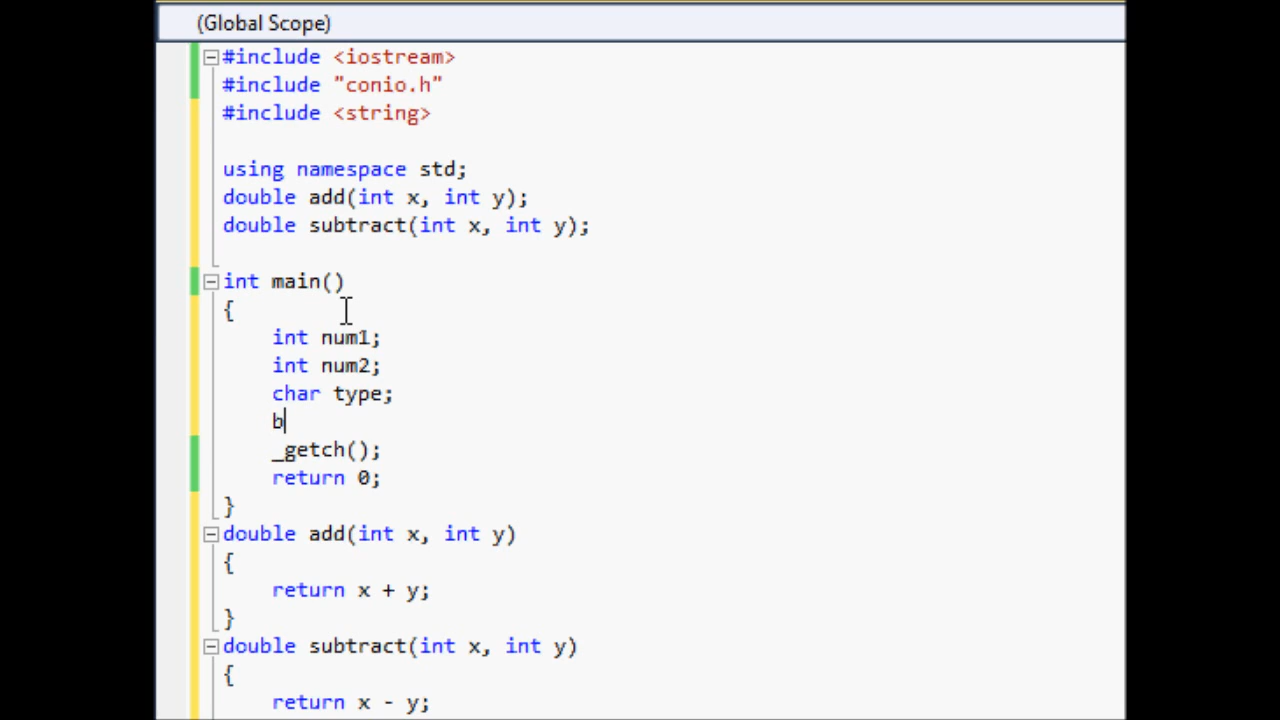 (Global Scope)
#include <iostream>
#include "conio.h"
#include <string>
using namespace std;
double add(int x, int y);
double subtract(int x, int y);
int main()
{
int num1;
int num2;
char type;
b
_getch();
return 0;
}
double add(int x, int y)
{
return x + y;
}
double subtract(int x, int y)
{
return x - y;